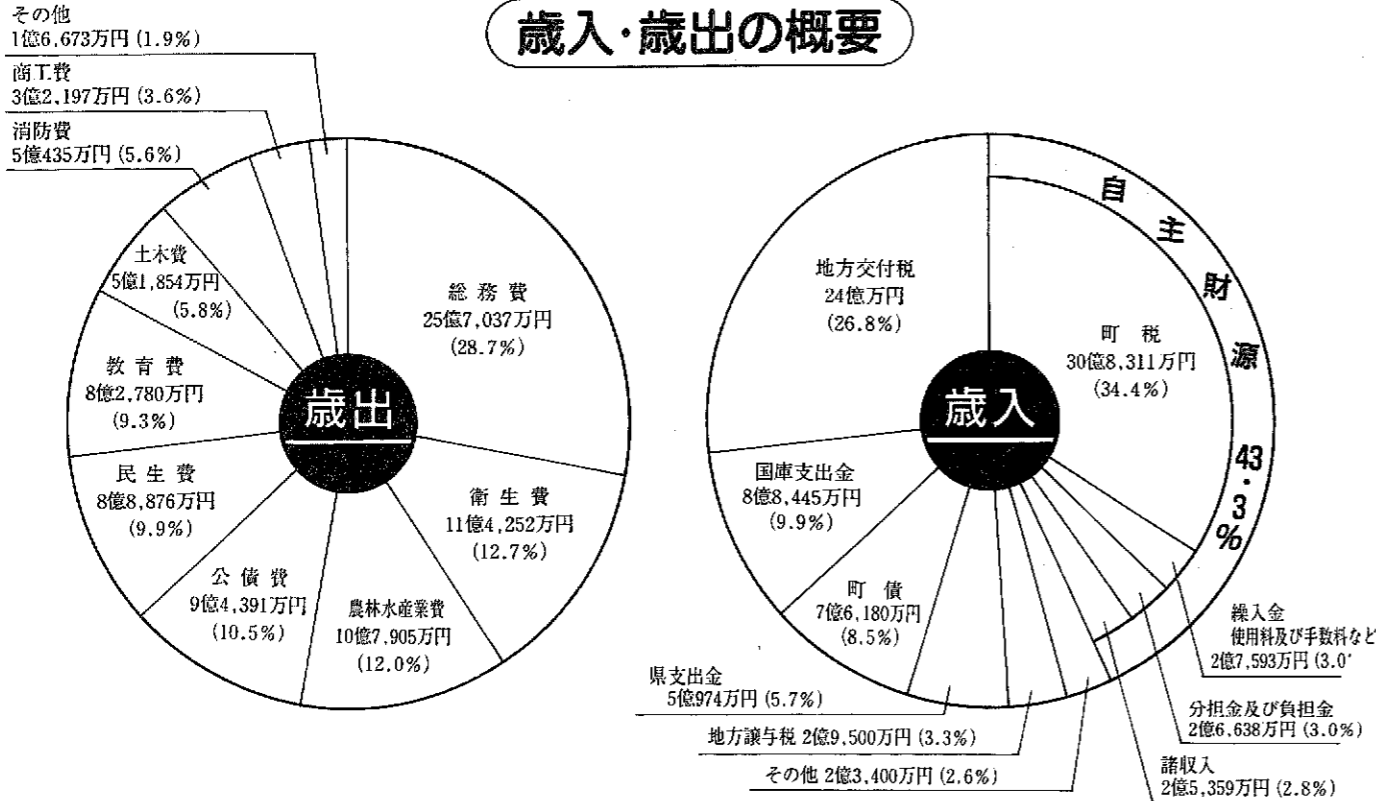 歳入・歳出の概要
その他
1億6,673万円 (1.9%)
商工費
3億2,197万円 (3.6%)
消防費
5億435万円 (5.6%)
土木費
5億1,854万円
(5.8%)
教育費
8億2,780万円
(9.3%)
民生費
8億8,876万円
(9.9%)
公債費
9億4,391万円
(10.5%)
農林水産業費
10億7,905万円
(12.0%)
衛生費
11億4,252万円
(12.7%)
総務費
25億7,037万円
(28.7%)
歳出
地方交付税
24億万円
(26.8%)
国庫支出金
8億8,445万円
(9.9%)
町債
7億6,180万円
(8.5%)
県支出金
5億974万円 (5.7%)
地方譲与税 2億9,500万円 (3.3%)
その他 2億3,400万円 (2.6%)
歳入
自主財源 43.3%
町税
30億8,311万円
(34.4%)
繰入金
使用料及び手数料など
2億7,593万円 (3.0
分担金及び負担金
2億6,638万円 (3.0%)
諸収入
2億5,359万円 (2.8%)